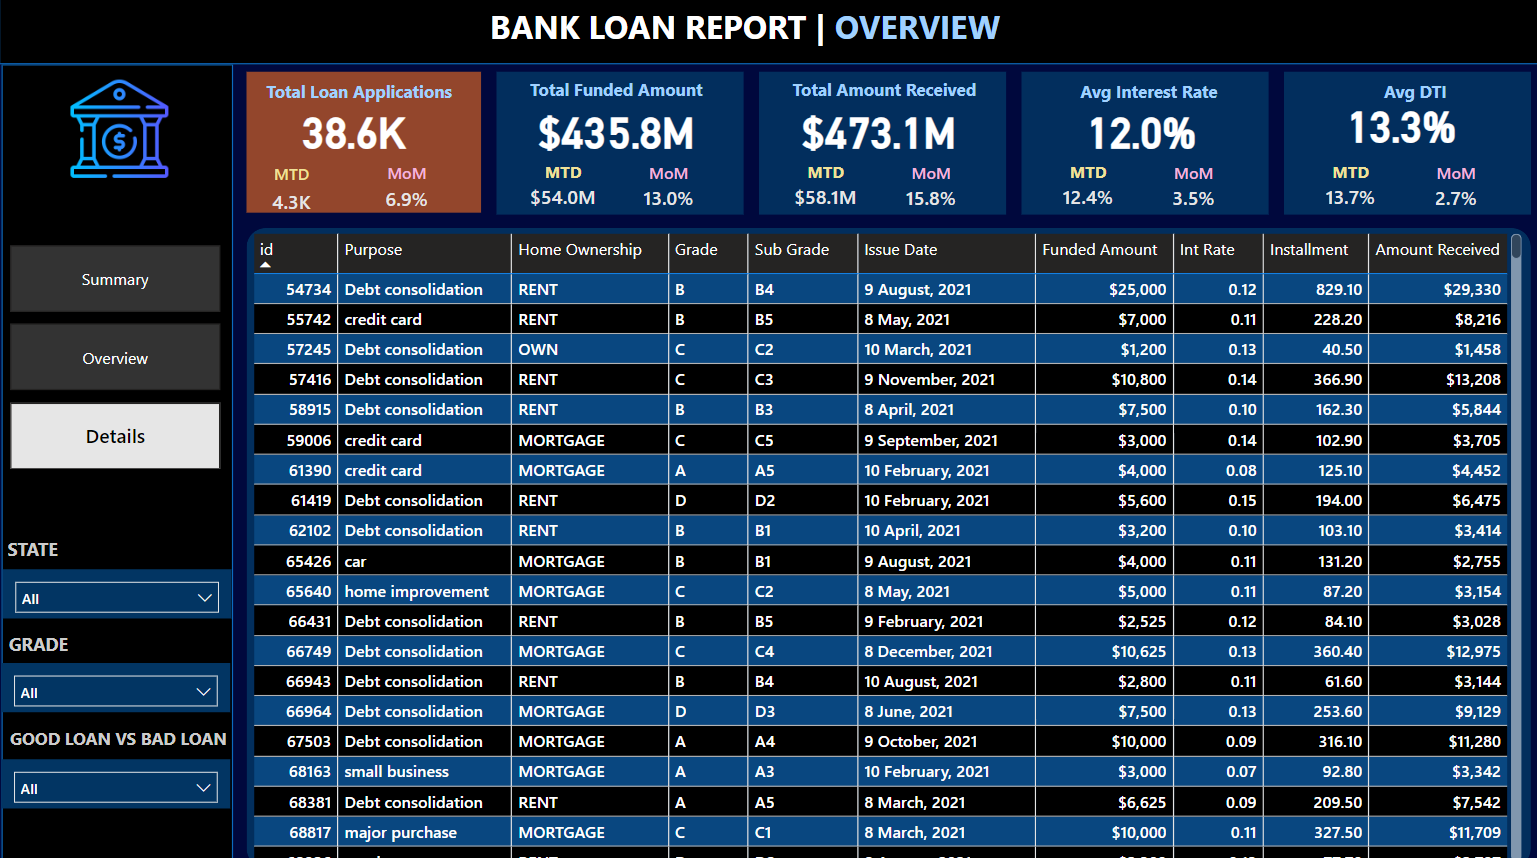 BANK LOAN REPORT | OVERVIEW
Total Loan Applications
38.6K
MTD MoM
4.3K 6.9%
Total Funded Amount
$435.8M
MTD MoM
$54.0M 13.0%
Total Amount Received
$473.1M
MTD MoM
$58.1M 15.8%
Avg Interest Rate
12.0%
MTD MoM
12.4% 3.5%
Avg DTI
13.3%
MTD MoM
13.7% 2.7%
Summary
Overview
Details
STATE
All
GRADE
All
GOOD LOAN VS BAD LOAN
All
id Purpose Home Ownership Grade Sub Grade Issue Date Funded Amount Int Rate Installment Amount Received
54734 Debt consolidation RENT B B4 9 August, 2021 $25,000 0.12 829.10 $29,330
55742 credit card RENT B B5 8 May, 2021 $7,000 0.11 228.20 $8,216
57245 Debt consolidation OWN C C2 10 March, 2021 $1,200 0.13 40.50 $1,458
57416 Debt consolidation RENT C C3 9 November, 2021 $10,800 0.14 366.90 $13,208
58915 Debt consolidation RENT B B3 8 April, 2021 $7,500 0.10 162.30 $5,844
59006 credit card MORTGAGE C C5 9 September, 2021 $3,000 0.14 102.90 $3,705
61390 credit card MORTGAGE A A5 10 February, 2021 $4,000 0.08 125.10 $4,452
61419 Debt consolidation RENT D D2 10 February, 2021 $5,600 0.15 194.00 $6,475
62102 Debt consolidation RENT B B1 10 April, 2021 $3,200 0.10 103.10 $3,414
65426 car MORTGAGE B B1 9 August, 2021 $4,000 0.11 131.20 $2,755
65640 home improvement MORTGAGE C C2 8 May, 2021 $5,000 0.11 87.20 $3,154
66431 Debt consolidation RENT B B5 9 February, 2021 $2,525 0.12 84.10 $3,028
66749 Debt consolidation MORTGAGE C C4 8 December, 2021 $10,625 0.13 360.40 $12,975
66943 Debt consolidation RENT B B4 10 August, 2021 $2,800 0.11 61.60 $3,144
66964 Debt consolidation MORTGAGE D D3 8 June, 2021 $7,500 0.13 253.60 $9,129
67503 Debt consolidation MORTGAGE A A4 9 October, 2021 $10,000 0.09 316.10 $11,280
68163 small business MORTGAGE A A3 10 February, 2021 $3,000 0.07 92.80 $3,342
68381 Debt consolidation RENT A A5 8 March, 2021 $6,625 0.09 209.50 $7,542
68817 major purchase MORTGAGE C C1 8 March, 2021 $10,000 0.11 327.50 $11,709